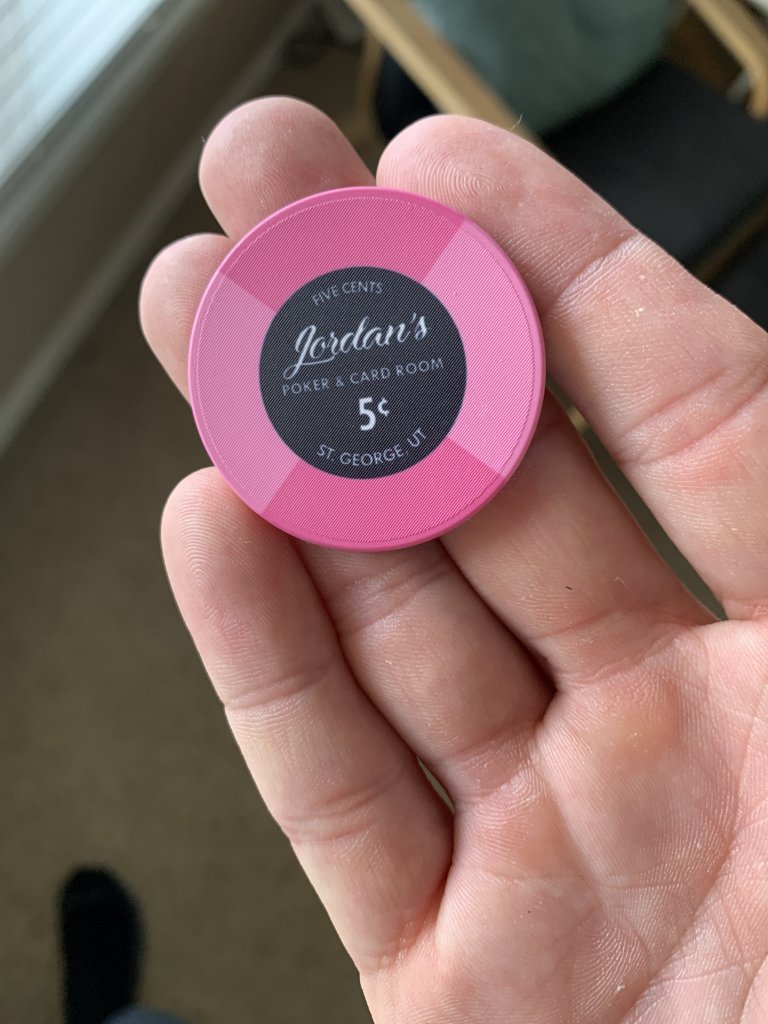 FIVE CENTS
Jordan's
POKER & CARD ROOM
5¢
ST. GEORGE, UT